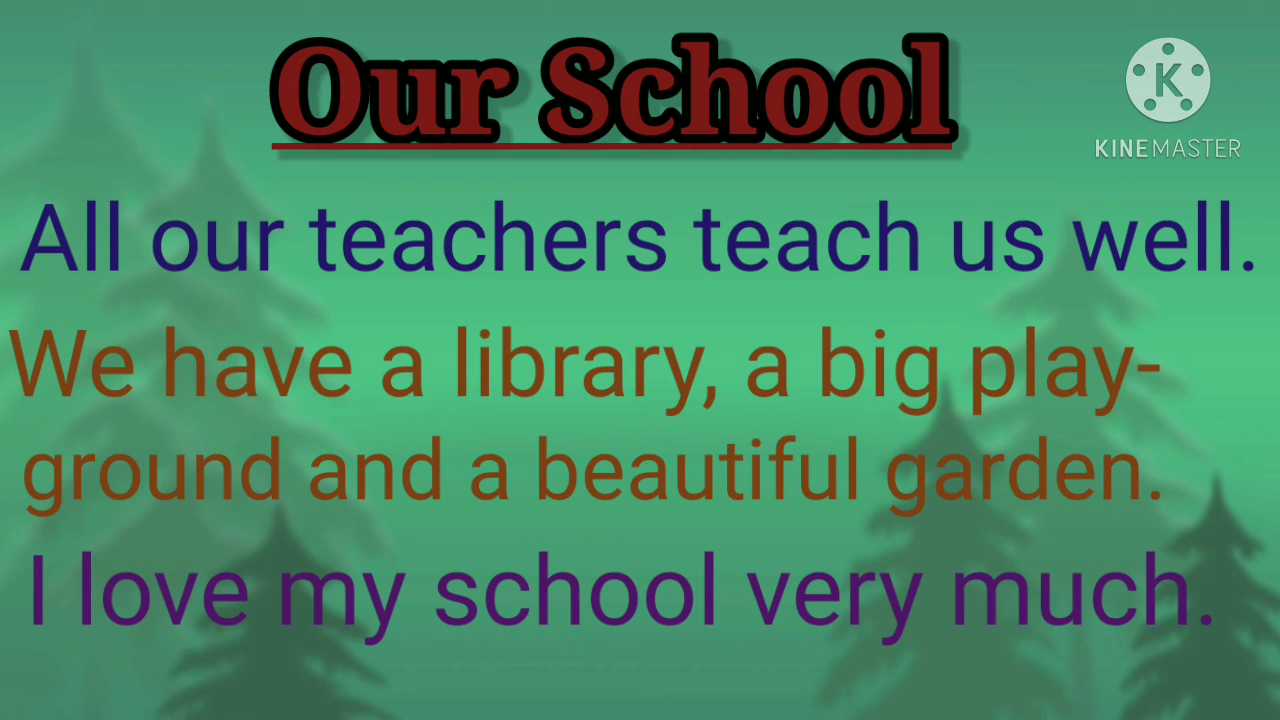 Our School
KINEMASTER
All our teachers teach us well.
We have a library, a big play-
ground and a beautiful garden.
I love my school very much.